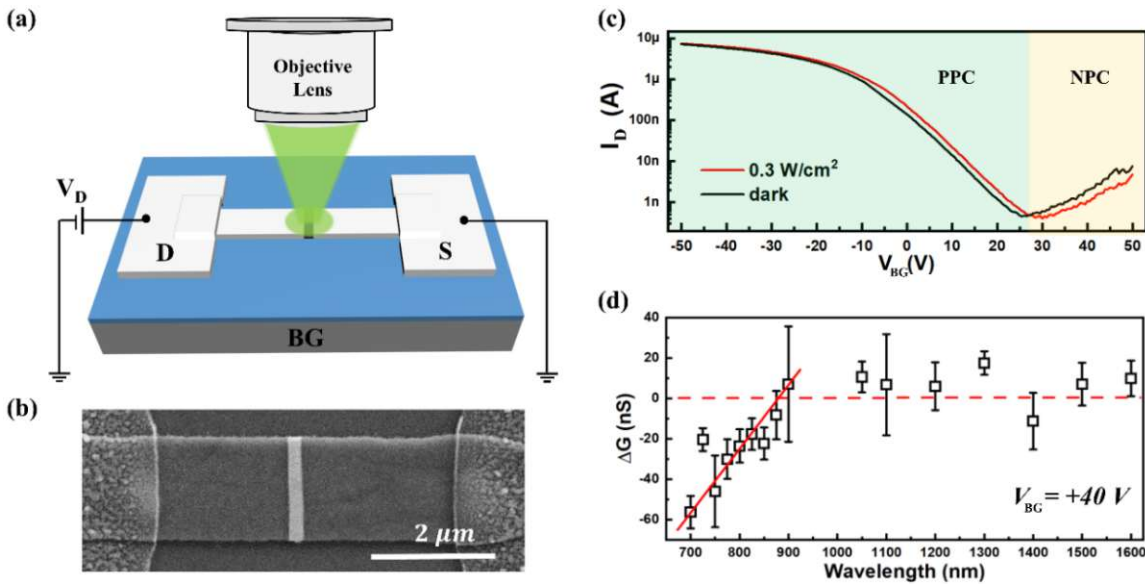 (a)
Objective
Lens
V_D
D
S
BG
(b)
2 μm
(c)
10μ
1μ
100n
10n
1n
I_D (A)
PPC
NPC
0.3 W/cm²
dark
-50 -40 -30 -20 -10 0 10 20 30 40 50
V_BG(V)
(d)
40
20
0
-20
-40
-60
ΔG (nS)
V_BG = +40 V
700 800 900 1000 1100 1200 1300 1400 1500 1600
Wavelength (nm)